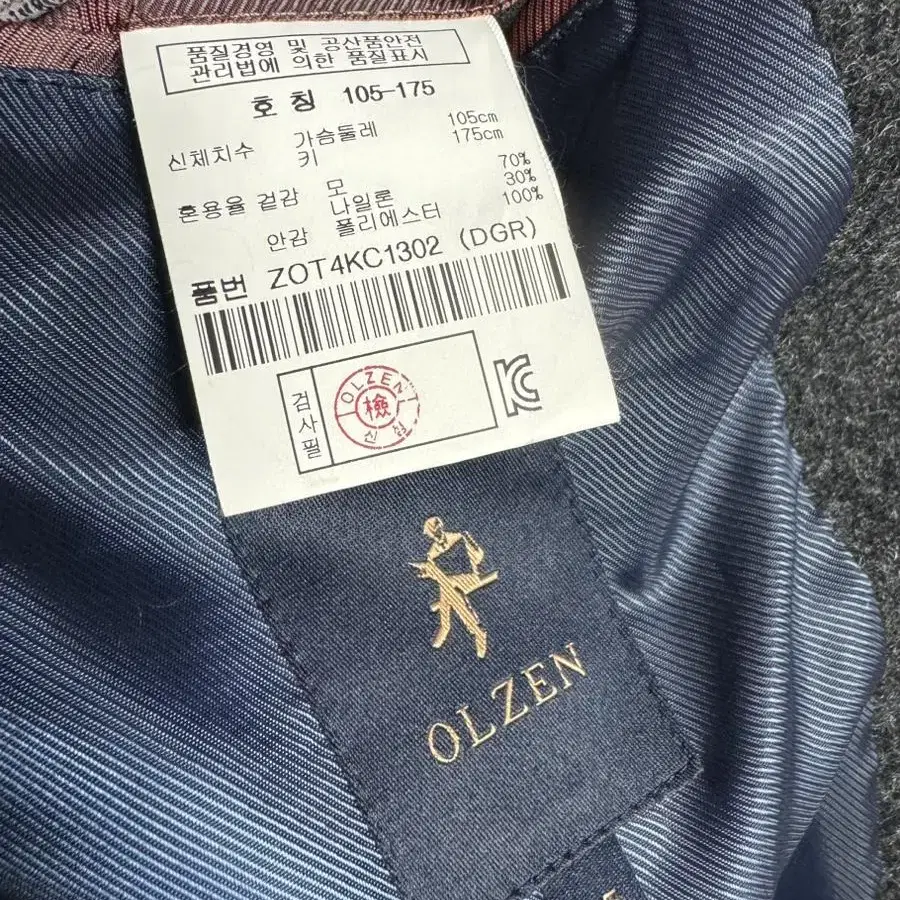 품질경영 및 공산품안전
관리법에 의한 품질표시
호 칭 105-175
신체치수 가슴둘레 105cm
키 175cm
혼용율 겉감 모 70%
나일론 30%
안감 폴리에스터 100%
품번 ZOT4KC1302 (DGR)
검사필
OLZEN
檢
신성
OLZEN